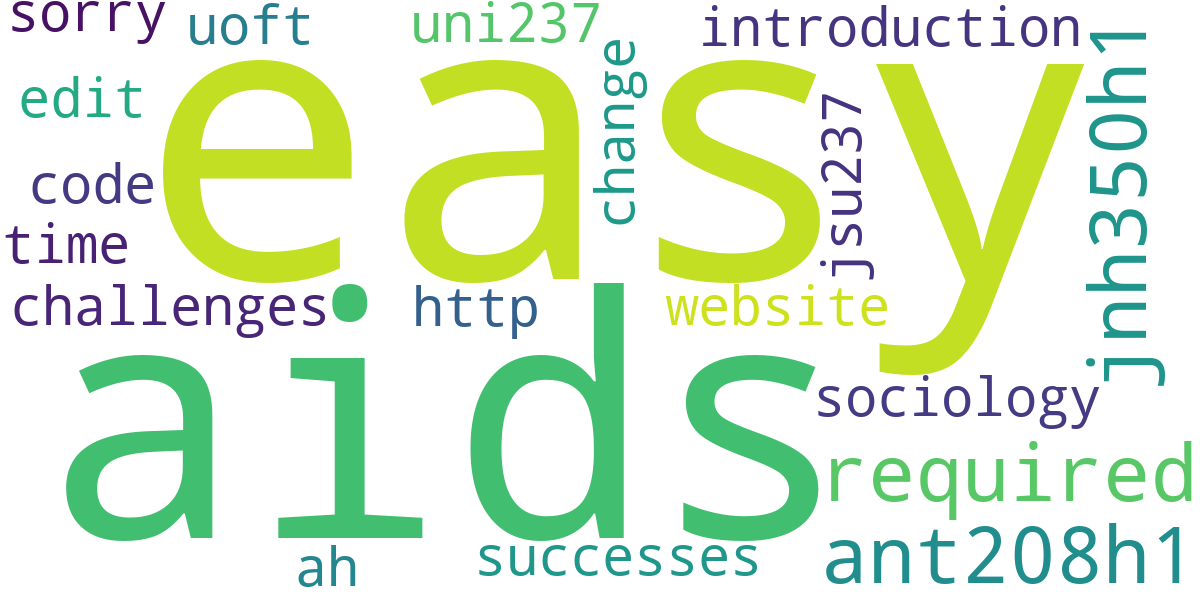 sorry
uoft
uni237
introduction
edit
easy
change
jsu237
jnh350h1
code
time
challenges
http
website
aids
sociology
required
ah
successes
ant208h1